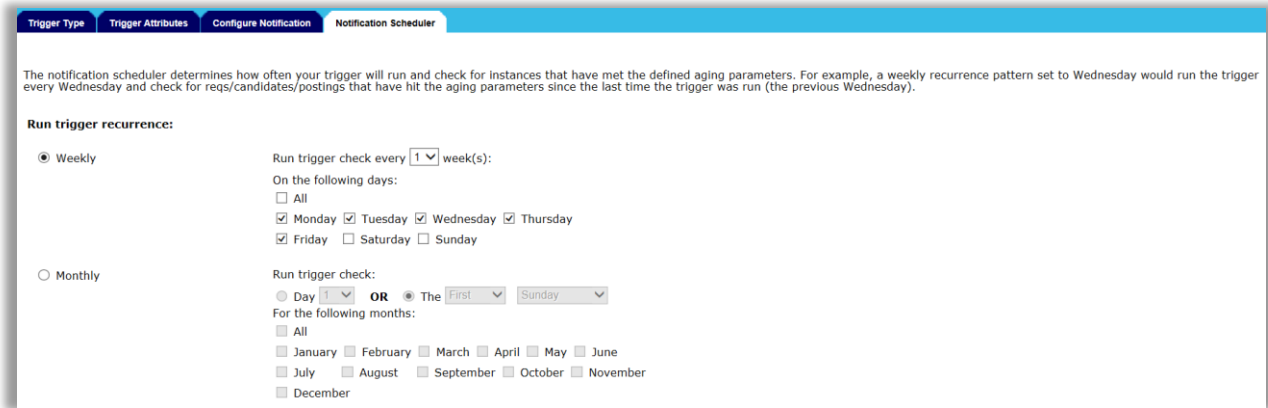 Trigger Type Trigger Attributes Configure Notification Notification Scheduler
The notification scheduler determines how often your trigger will run and check for instances that have met the defined aging parameters. For example, a weekly recurrence pattern set to Wednesday would run the trigger
every Wednesday and check for reqs/candidates/postings that have hit the aging parameters since the last time the trigger was run (the previous Wednesday).
Run trigger recurrence:
Weekly Run trigger check every 1 week(s):
On the following days:
All
Monday Tuesday Wednesday Thursday
Friday Saturday Sunday
Monthly Run trigger check:
Day 1 OR The First Sunday
For the following months:
All
January February March April May June
July August September October November
December